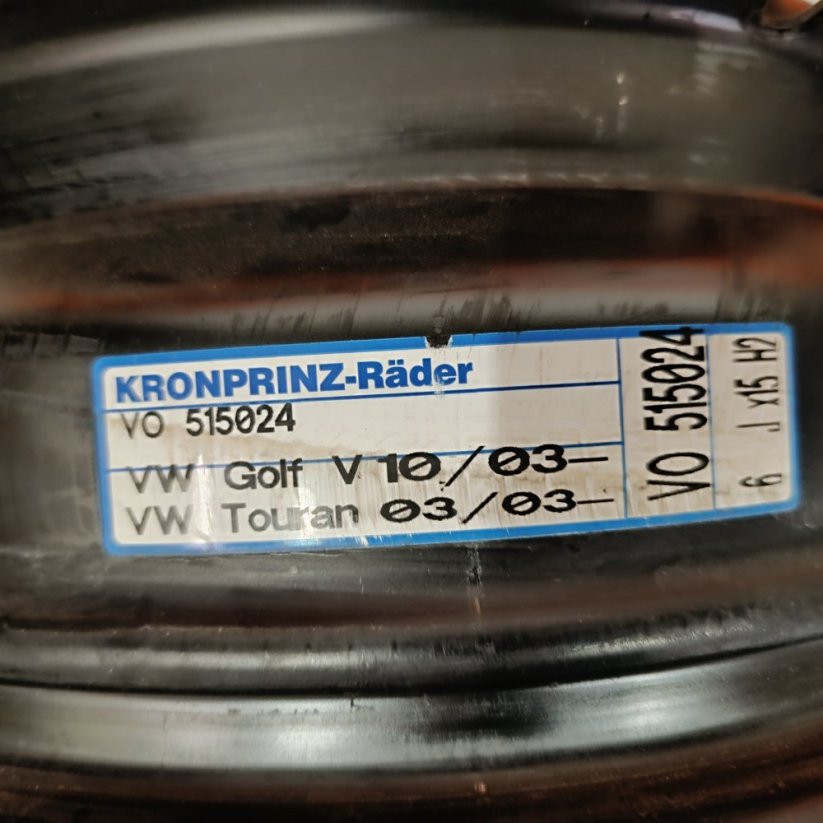 KRONPRINZ-Räder
VO 515024
VW Golf V 10/03-
VW Touran 03/03-
VO 515024
6 J x15 H2